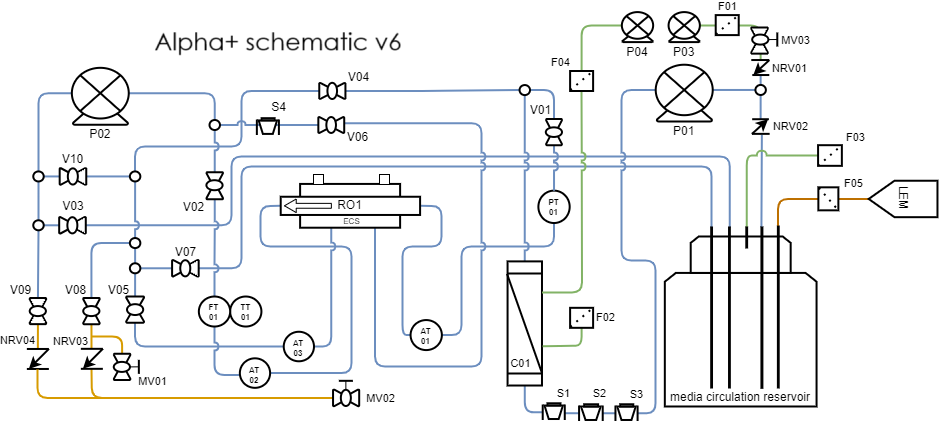 Alpha+ schematic v6
F01
P04
P03
MV03
F04
NRV01
V04
S4
V01
P02
V06
P01
NRV02
F03
V10
V02
RO1
ECS
PT
01
F05
LEM
V03
V07
V09
V08
V05
FT
01
TT
01
F02
NRV04
NRV03
AT
01
AT
03
C01
AT
02
MV01
MV02
S1
S2
S3
media circulation reservoir